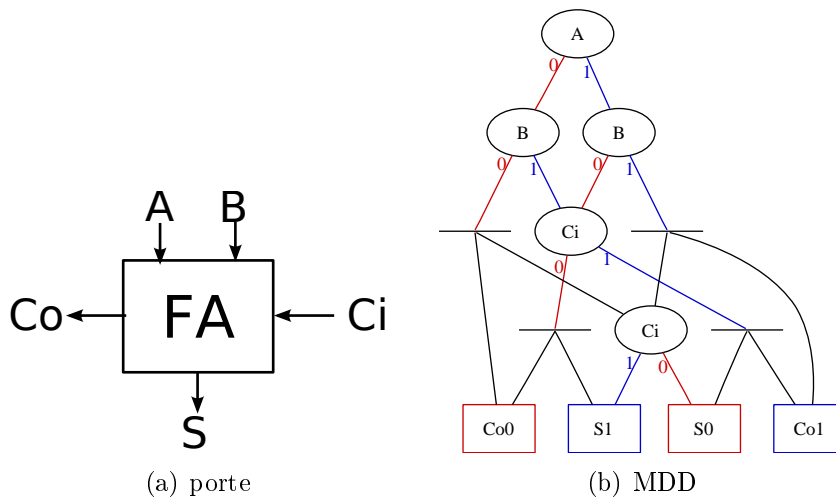 A B
Co FA Ci
S
(a) porte
A
0 1
B B
0 1 0 1
Ci
0 1
Ci
1 0
Co0 S1 S0 Co1
(b) MDD